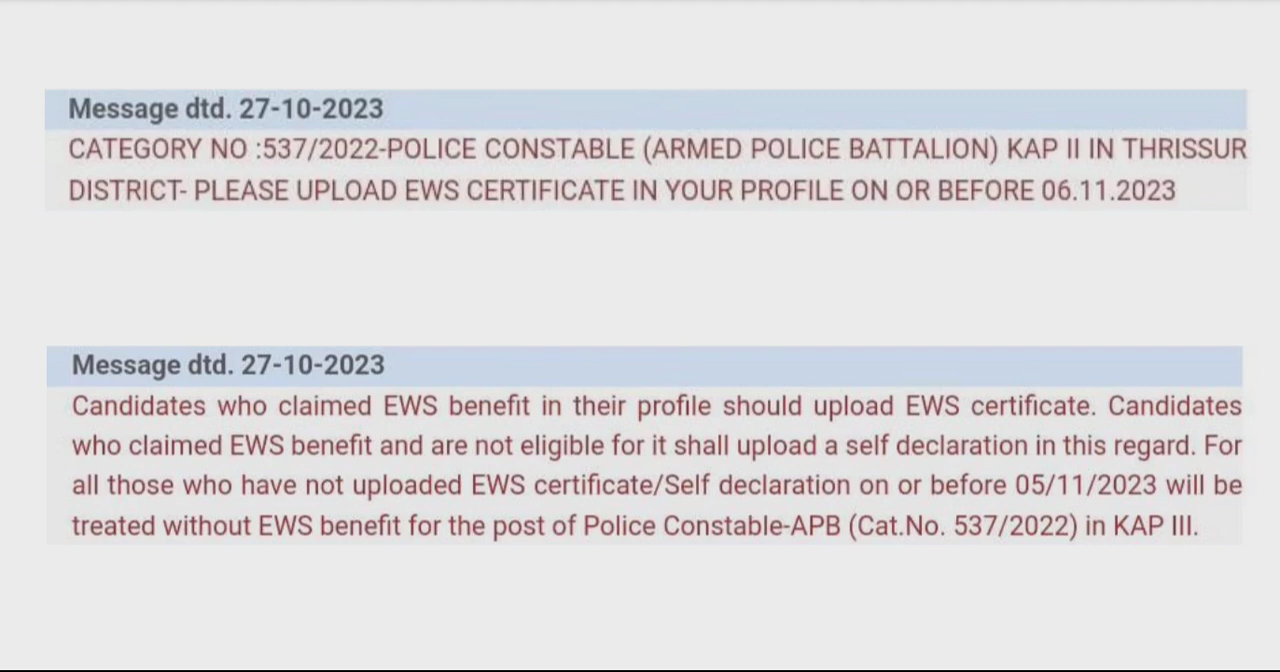 Message dtd. 27-10-2023
CATEGORY NO :537/2022-POLICE CONSTABLE (ARMED POLICE BATTALION) KAP II IN THRISSUR
DISTRICT- PLEASE UPLOAD EWS CERTIFICATE IN YOUR PROFILE ON OR BEFORE 06.11.2023
Message dtd. 27-10-2023
Candidates who claimed EWS benefit in their profile should upload EWS certificate. Candidates
who claimed EWS benefit and are not eligible for it shall upload a self declaration in this regard. For
all those who have not uploaded EWS certificate/Self declaration on or before 05/11/2023 will be
treated without EWS benefit for the post of Police Constable-APB (Cat.No. 537/2022) in KAP III.